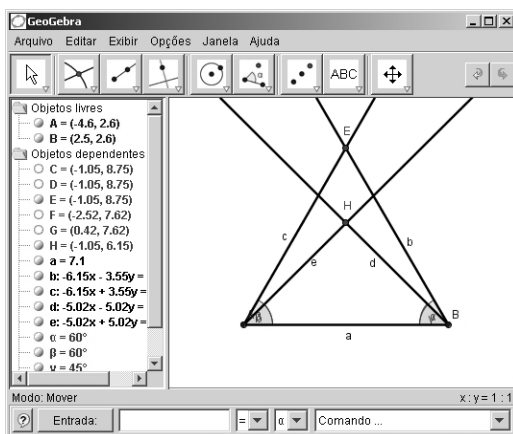 GeoGebra
Arquivo Editar Exibir Opções Janela Ajuda
ABC
Objetos livres
A = (-4.6, 2.6)
B = (2.5, 2.6)
Objetos dependentes
C = (-1.05, 8.75)
D = (-1.05, 8.75)
E = (-1.05, 8.75)
F = (-2.52, 7.62)
G = (0.42, 7.62)
H = (-1.05, 6.15)
a = 7.1
b: -6.15x - 3.55y =
c: -6.15x + 3.55y =
d: -5.02x - 5.02y =
e: -5.02x + 5.02y =
α = 60°
β = 60°
γ = 45°
E
H
c
b
e
d
β
B
a
Modo: Mover
x : y = 1 : 1
Entrada:
=
α
Comando ...